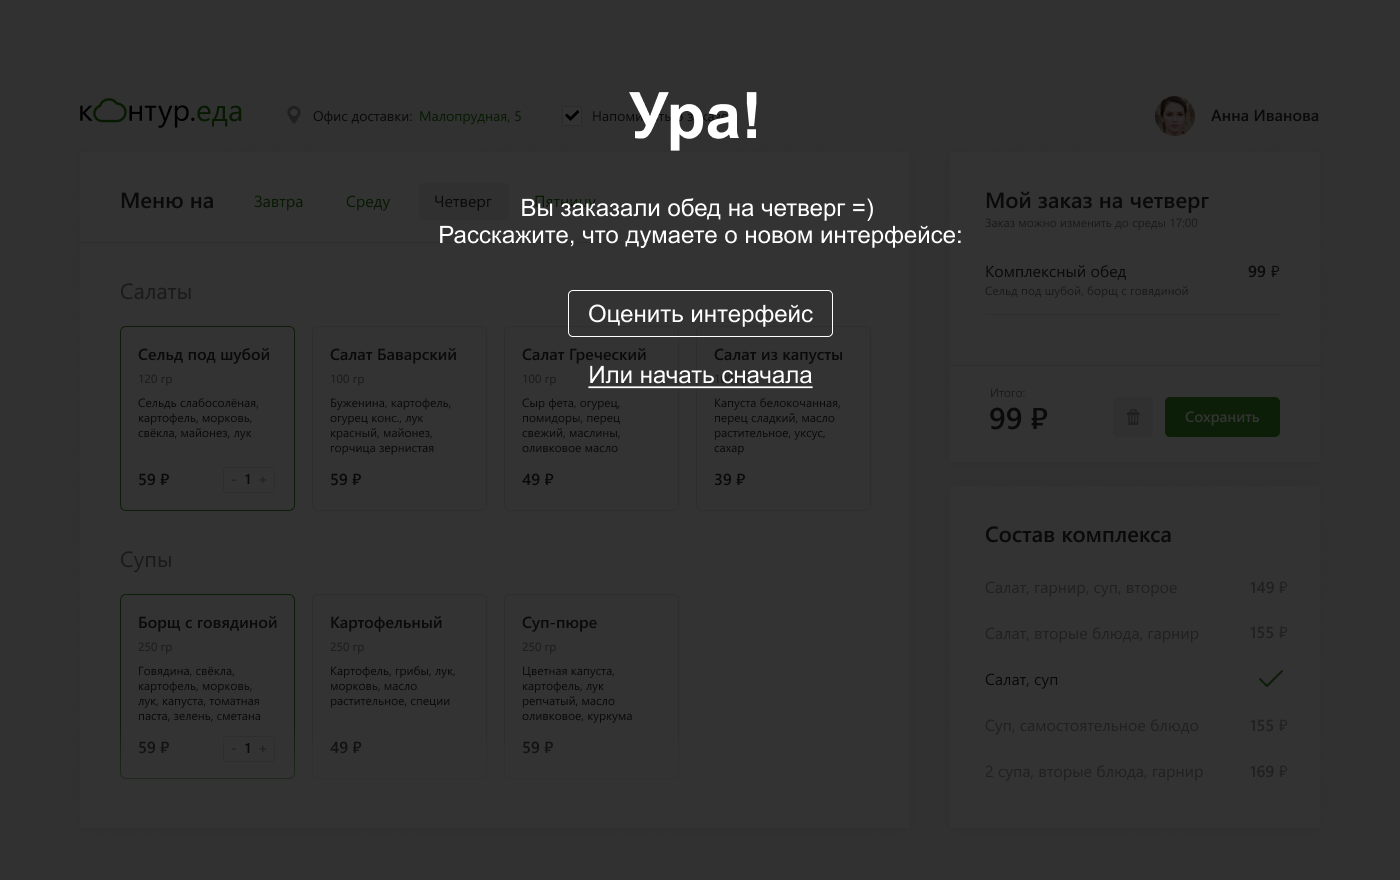 Ура!
Вы заказали обед на четверг =)
Расскажите, что думаете о новом интерфейсе:
Оценить интерфейс
Или начать сначала
контур.еда
Офис доставки: Малопрудная, 5
Анна Иванова
Меню на
Завтра
Среду
Четверг
Пятницу
Салаты
Сельд под шубой
120 гр
Сельдь слабосолёная,
картофель, морковь,
свёкла, майонез, лук
59 ₽
- 1 +
Салат Баварский
100 гр
Буженина, картофель,
огурец конс., лук
красный, майонез,
горчица зернистая
59 ₽
Салат Греческий
100 гр
Сыр фета, огурец,
помидоры, перец
свежий, маслины,
оливковое масло
49 ₽
Салат из капусты
Капуста белокочанная,
перец сладкий, масло
растительное, уксус,
сахар
39 ₽
Супы
Борщ с говядиной
250 гр
Говядина, свёкла,
картофель, морковь,
лук, капуста, томатная
паста, зелень, сметана
59 ₽
- 1 +
Картофельный
250 гр
Картофель, грибы, лук,
морковь, масло
растительное, специи
49 ₽
Суп-пюре
250 гр
Цветная капуста,
картофель, лук
репчатый, масло
оливковое, куркума
59 ₽
Мой заказ на четверг
Заказ можно изменить до среды 17:00
Комплексный обед 99 ₽
Сельд под шубой, борщ с говядиной
Итого:
99 ₽
Сохранить
Состав комплекса
Салат, гарнир, суп, второе 149 ₽
Салат, вторые блюда, гарнир 155 ₽
Салат, суп
Суп, самостоятельное блюдо 155 ₽
2 супа, вторые блюда, гарнир 169 ₽